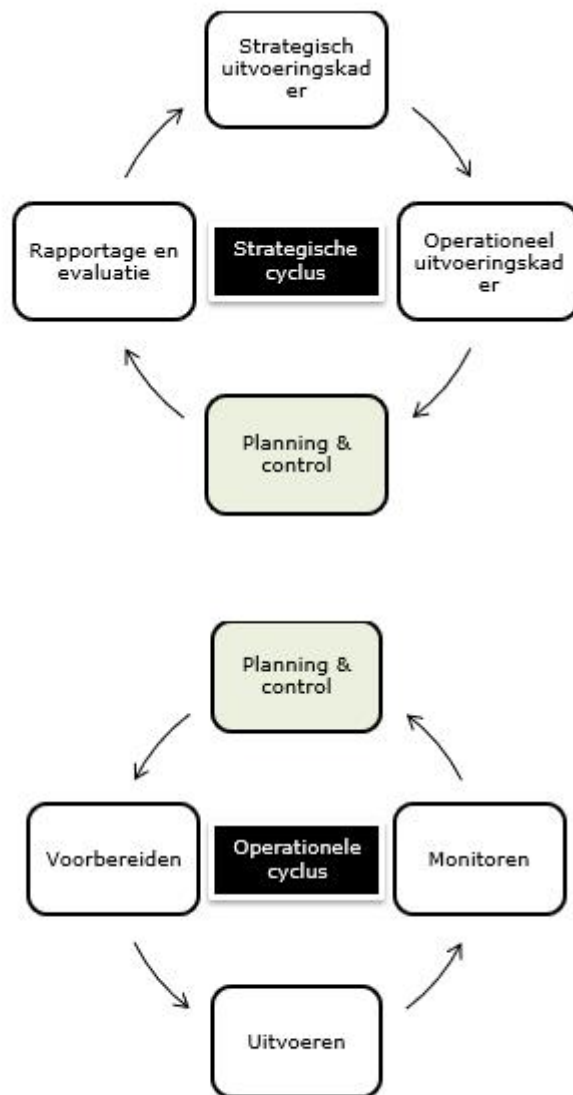 Strategisch
uitvoeringskad
er
Rapportage en
evaluatie
Strategische
cyclus
Operationeel
uitvoeringskad
er
Planning &
control
Planning &
control
Voorbereiden
Operationele
cyclus
Monitoren
Uitvoeren